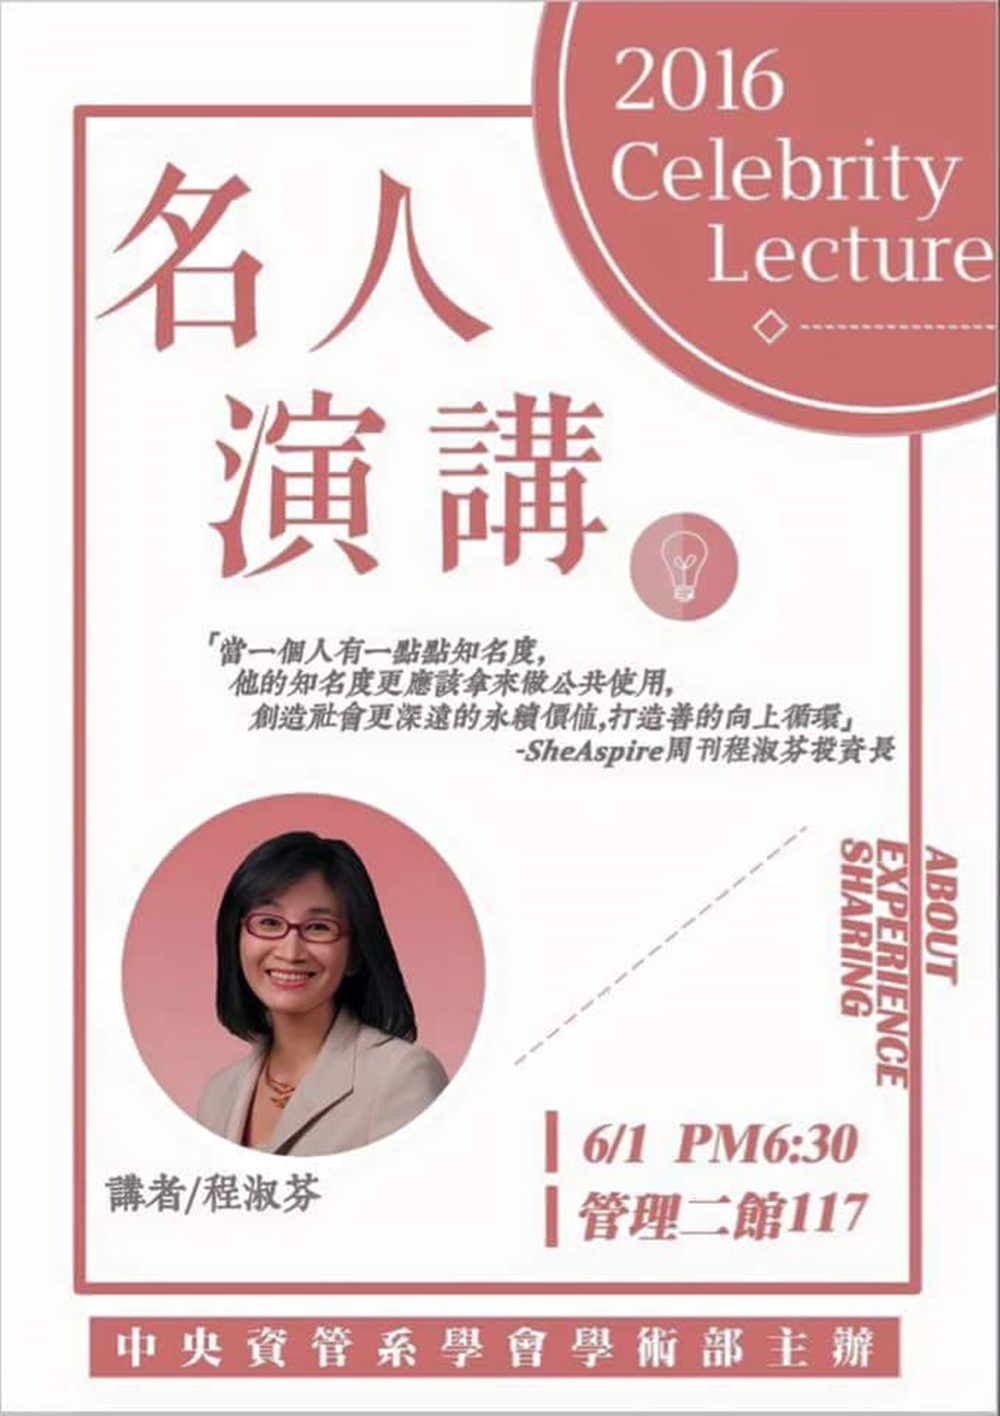 2016
Celebrity
Lecture
名人
演講
「當一個人有一點點知名度,
他的知名度更應該拿來做公共使用,
創造社會更深遠的永續價值,打造善的向上循環」
-SheAspire周刊程淑芬投資長
ABOUT
EXPERIENCE
SHARING
6/1 PM6:30
管理二館117
講者/程淑芬
中央資管系學會學術部主辦